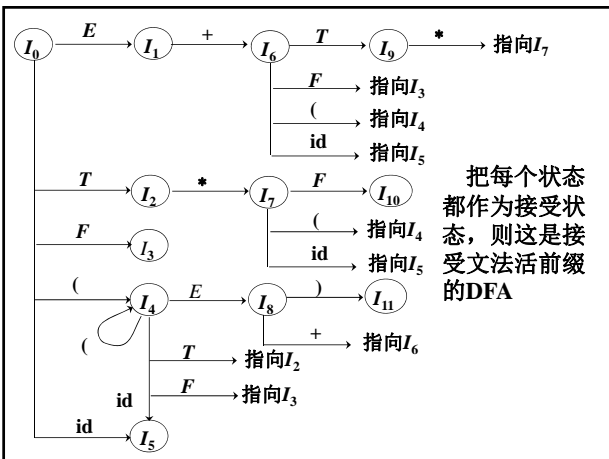 I₀ E I₁ + I₆ T I₉ * 指向I₇
F 指向I₃
( 指向I₄
id 指向I₅
T I₂ * I₇ F I₁₀
( 指向I₄
id 指向I₅
F I₃
( I₄ E I₈ ) I₁₁
( + 指向I₆
T 指向I₂
id F 指向I₃
id I₅
把每个状态
都作为接受状
态，则这是接
受文法活前缀
的DFA